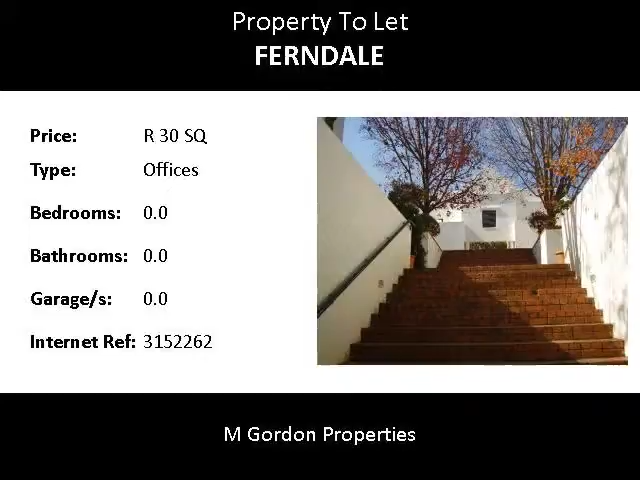 Property To Let
FERNDALE
Price: R 30 SQ
Type: Offices
Bedrooms: 0.0
Bathrooms: 0.0
Garage/s: 0.0
Internet Ref: 3152262
M Gordon Properties